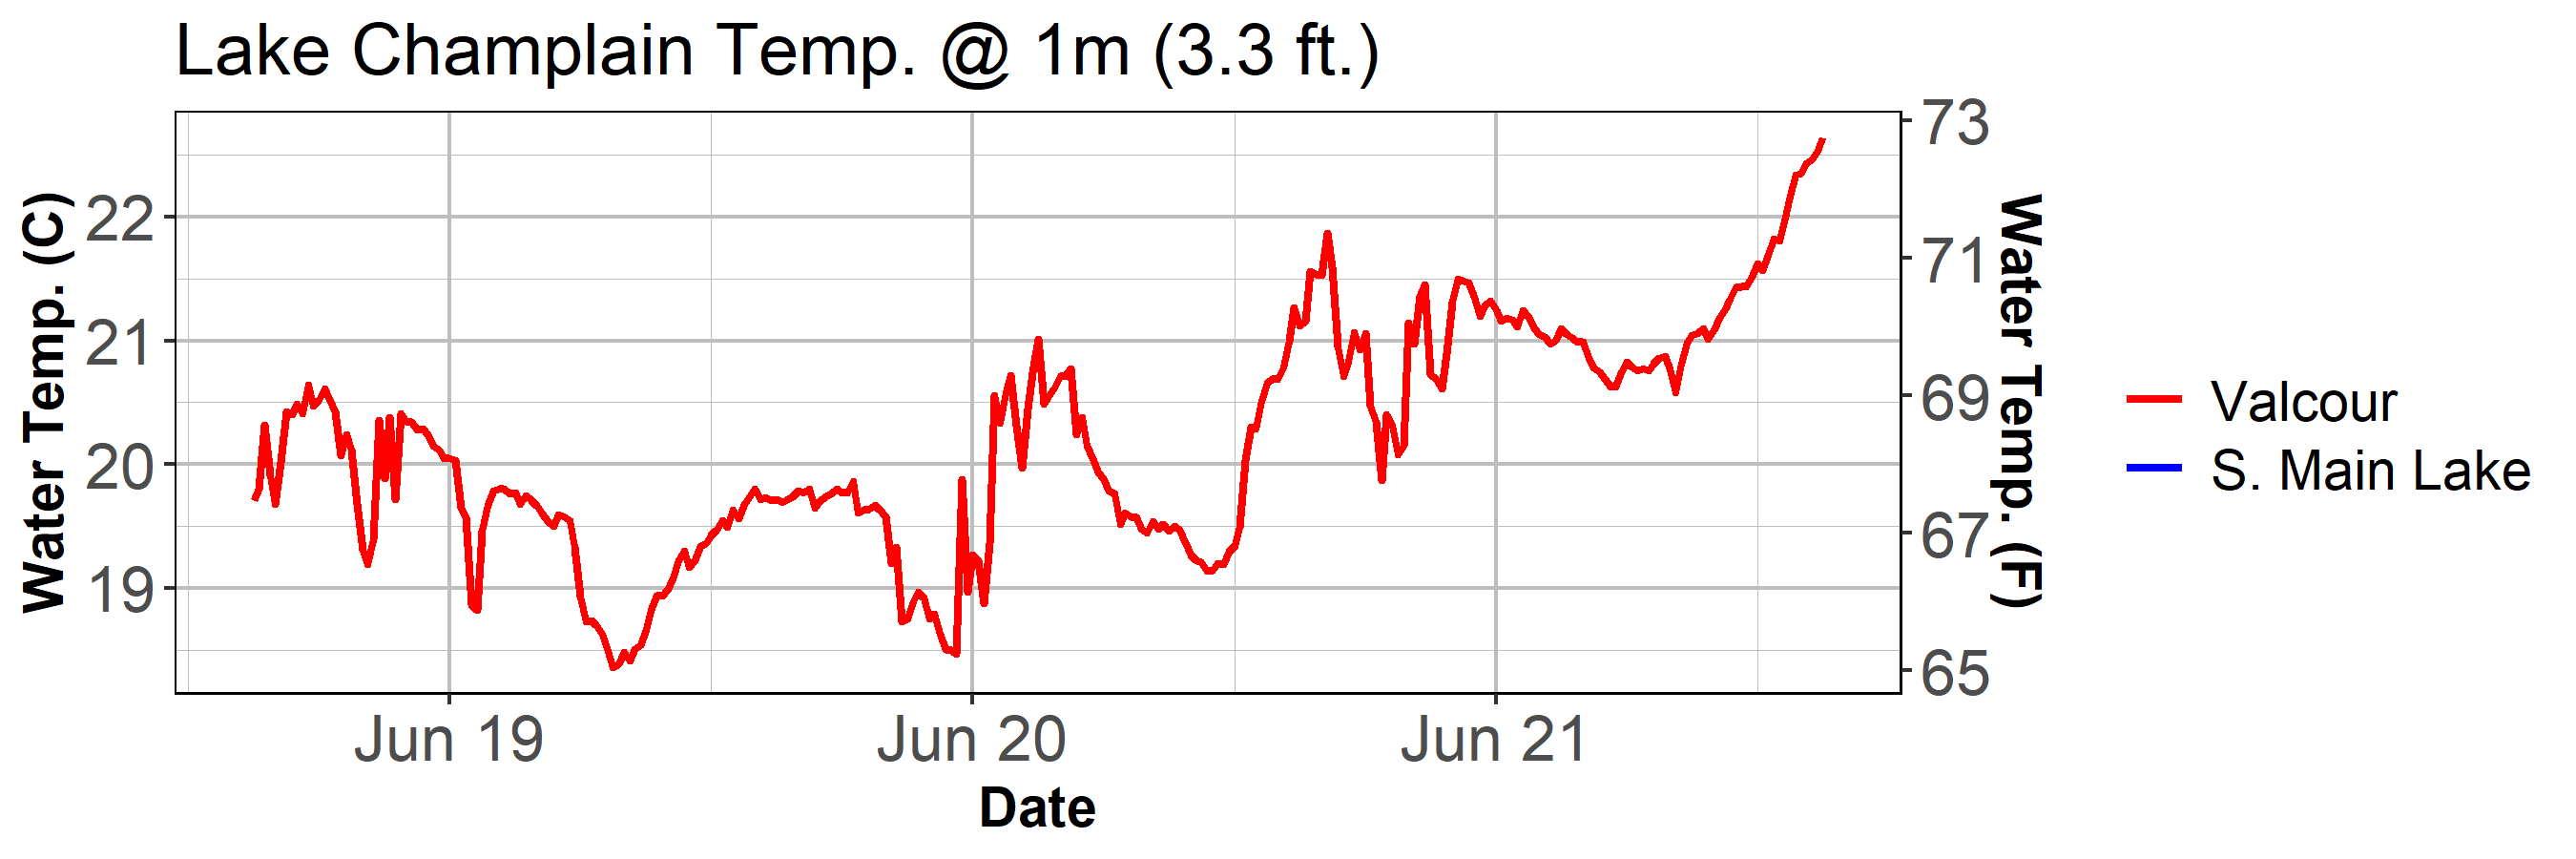 Lake Champlain Temp. @ 1m (3.3 ft.)
Water Temp. (C)
22
21
20
19
73
71
69
67
65
Water Temp. (F)
Jun 19
Jun 20
Jun 21
Date
Valcour
S. Main Lake